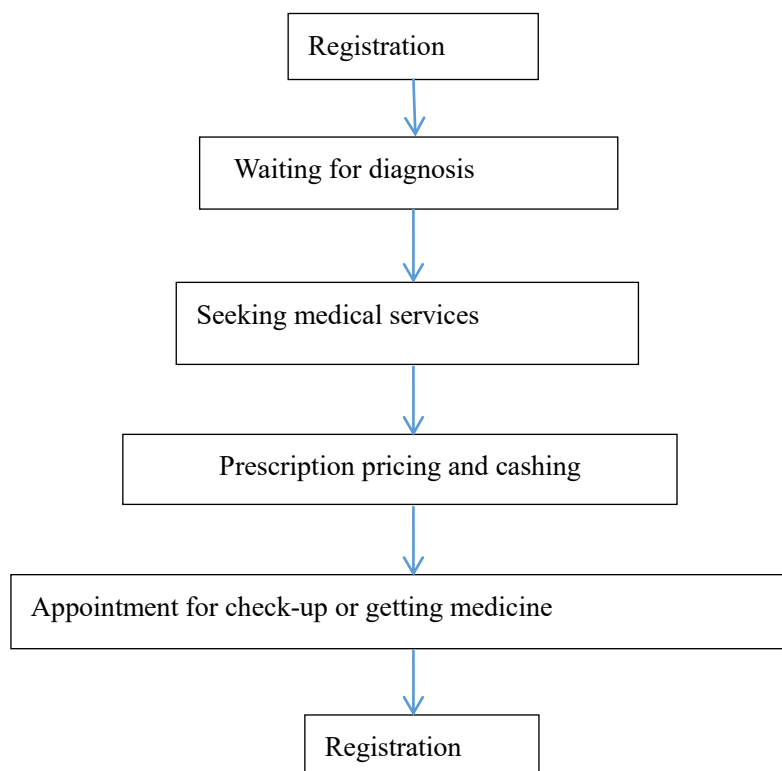 Registration
Waiting for diagnosis
Seeking medical services
Prescription pricing and cashing
Appointment for check-up or getting medicine
Registration